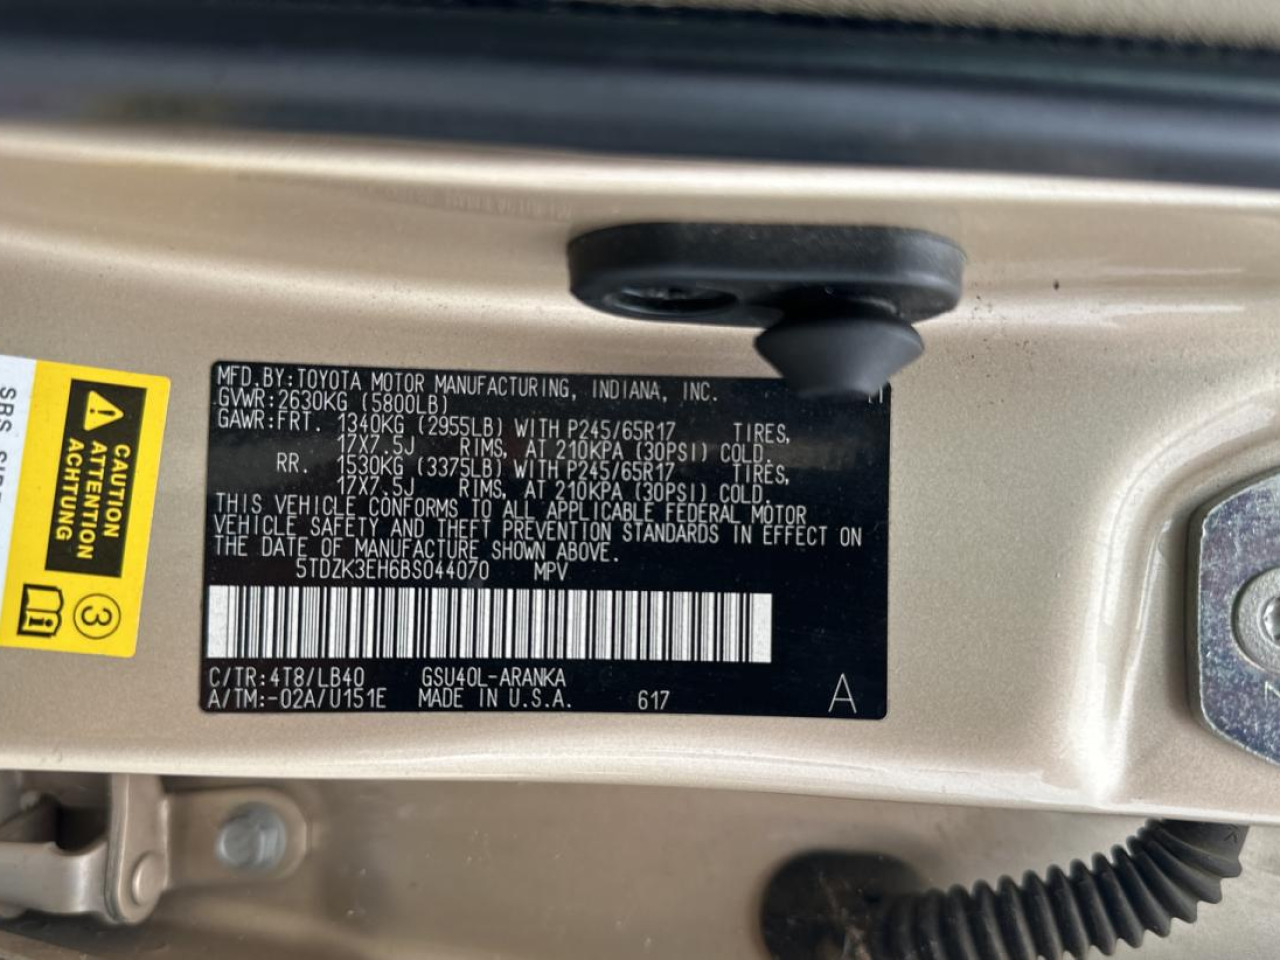 MFD.BY:TOYOTA MOTOR MANUFACTURING, INDIANA, INC.
GVWR:2630KG (5800LB)
GAWR:FRT. 1340KG (2955LB) WITH P245/65R17 TIRES,
17X7.5J RIMS, AT 210KPA (30PSI) COLD.
RR. 1530KG (3375LB) WITH P245/65R17 TIRES,
17X7.5J RIMS, AT 210KPA (30PSI) COLD.
THIS VEHICLE CONFORMS TO ALL APPLICABLE FEDERAL MOTOR
VEHICLE SAFETY AND THEFT PREVENTION STANDARDS IN EFFECT ON
THE DATE OF MANUFACTURE SHOWN ABOVE.
5TDZK3EH6BS044070 MPV
C/TR:4T8/LB40 GSU40L-ARANKA
A/TM:-02A/U151E MADE IN U.S.A. 617 A
CAUTION
ATTENTION
ACHTUNG
3
SRS